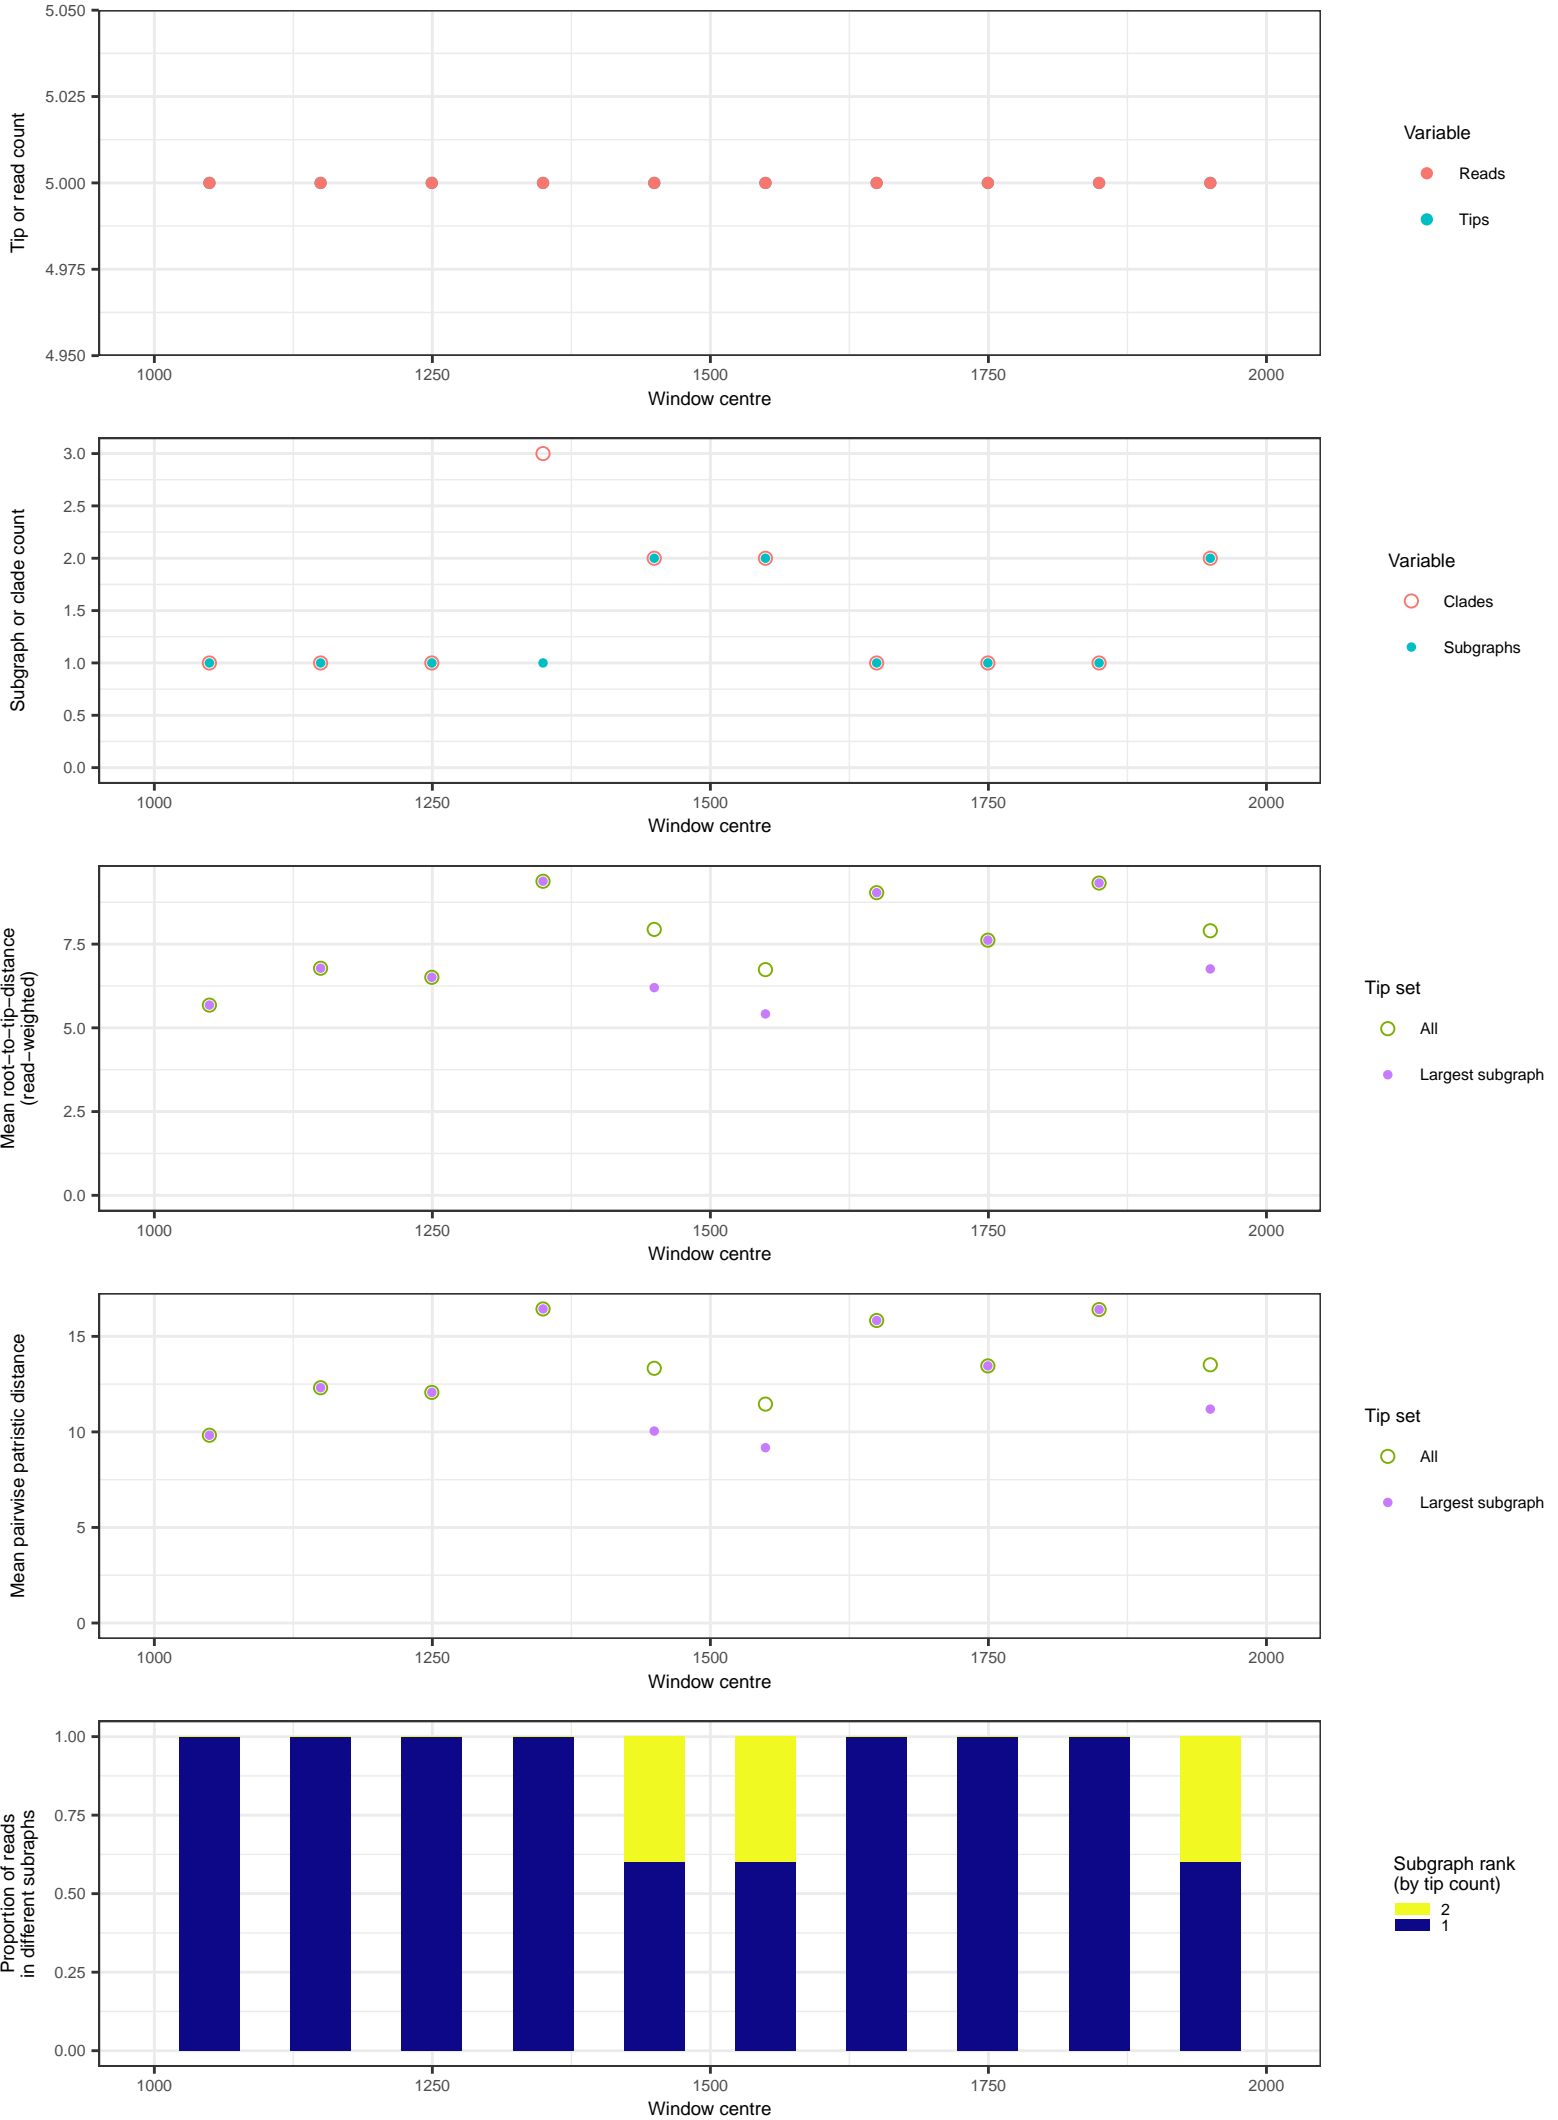 5.050
5.025
5.000
4.975
4.950
Tip or read count
1000 1250 1500 1750 2000
Window centre
Variable
Reads
Tips
3.0
2.5
2.0
1.5
1.0
0.5
0.0
Subgraph or clade count
1000 1250 1500 1750 2000
Window centre
Variable
Clades
Subgraphs
7.5
5.0
2.5
0.0
Mean root−to−tip−distance
(read−weighted)
1000 1250 1500 1750 2000
Window centre
Tip set
All
Largest subgraph
15
10
5
0
Mean pairwise patristic distance
1000 1250 1500 1750 2000
Window centre
Tip set
All
Largest subgraph
1.00
0.75
0.50
0.25
0.00
Proportion of reads
in different subraphs
1000 1250 1500 1750 2000
Window centre
Subgraph rank
(by tip count)
2
1